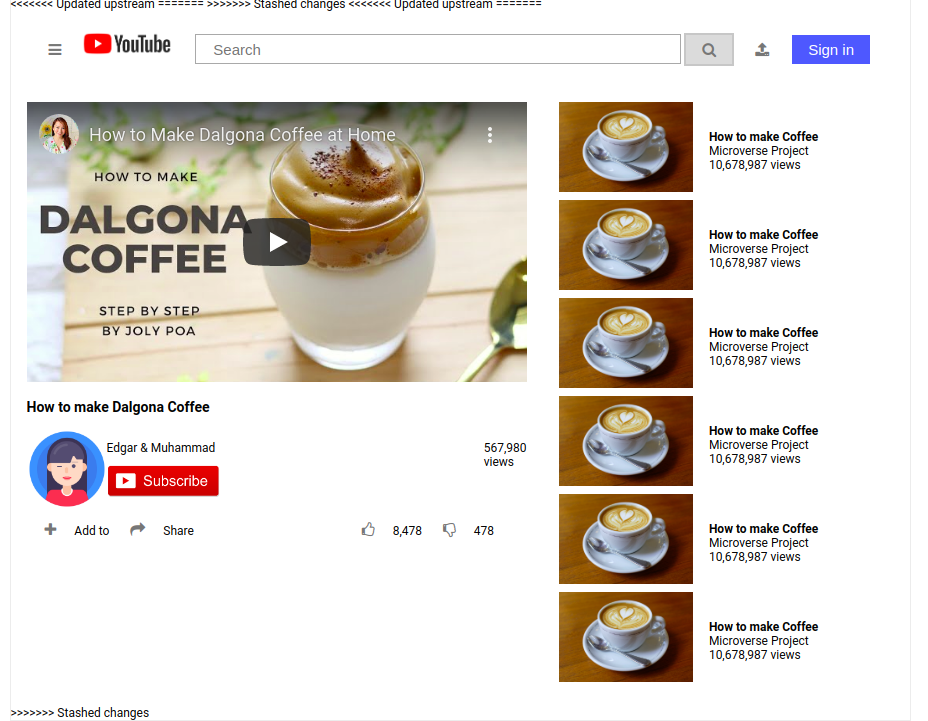 <<<<<<< Updated upstream ======= >>>>>>> Stashed changes <<<<<<< Updated upstream =======
YouTube
Search
Sign in
How to Make Dalgona Coffee at Home
HOW TO MAKE
DALGONA
COFFEE
STEP BY STEP
BY JOLY POA
How to make Dalgona Coffee
Edgar & Muhammad
567,980
views
Subscribe
Add to
Share
8,478
478
How to make Coffee
Microverse Project
10,678,987 views
How to make Coffee
Microverse Project
10,678,987 views
How to make Coffee
Microverse Project
10,678,987 views
How to make Coffee
Microverse Project
10,678,987 views
How to make Coffee
Microverse Project
10,678,987 views
How to make Coffee
Microverse Project
10,678,987 views
>>>>>>> Stashed changes